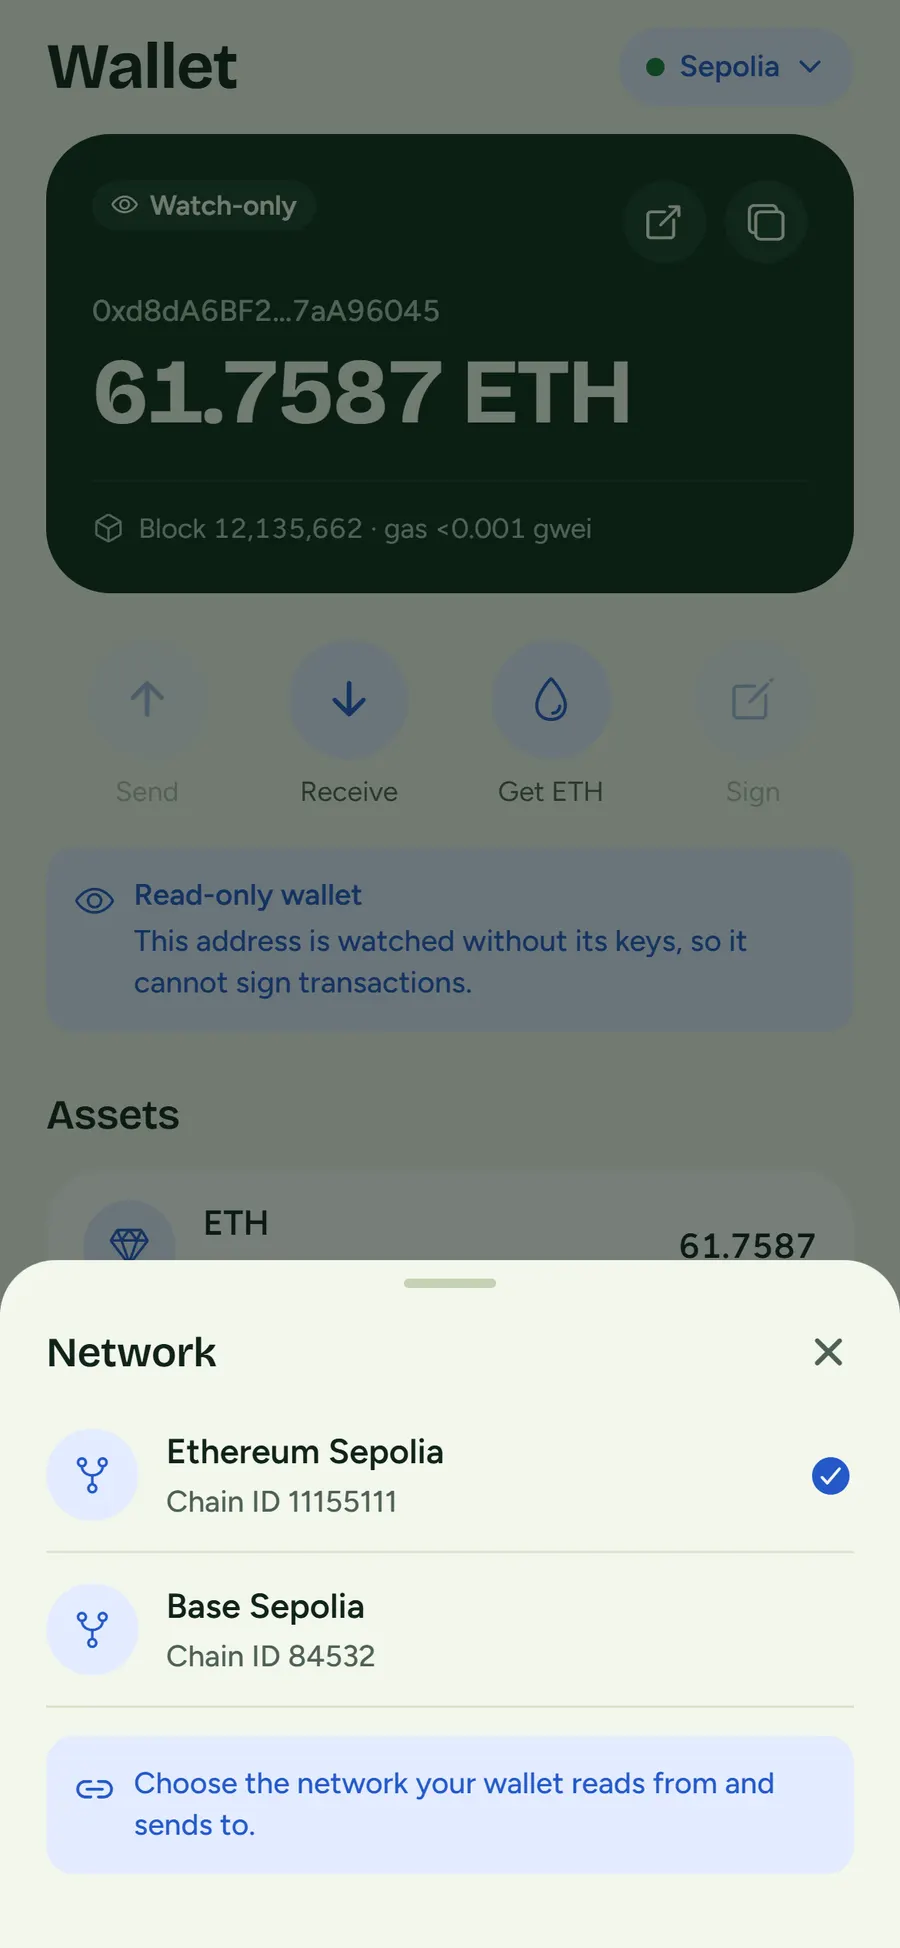 Wallet
Sepolia
Watch-only
0xd8dA6BF2...7aA96045
61.7587 ETH
Block 12,135,662 · gas <0.001 gwei
Send
Receive
Get ETH
Sign
Read-only wallet
This address is watched without its keys, so it
cannot sign transactions.
Assets
ETH
61.7587
Network
Ethereum Sepolia
Chain ID 11155111
Base Sepolia
Chain ID 84532
Choose the network your wallet reads from and
sends to.